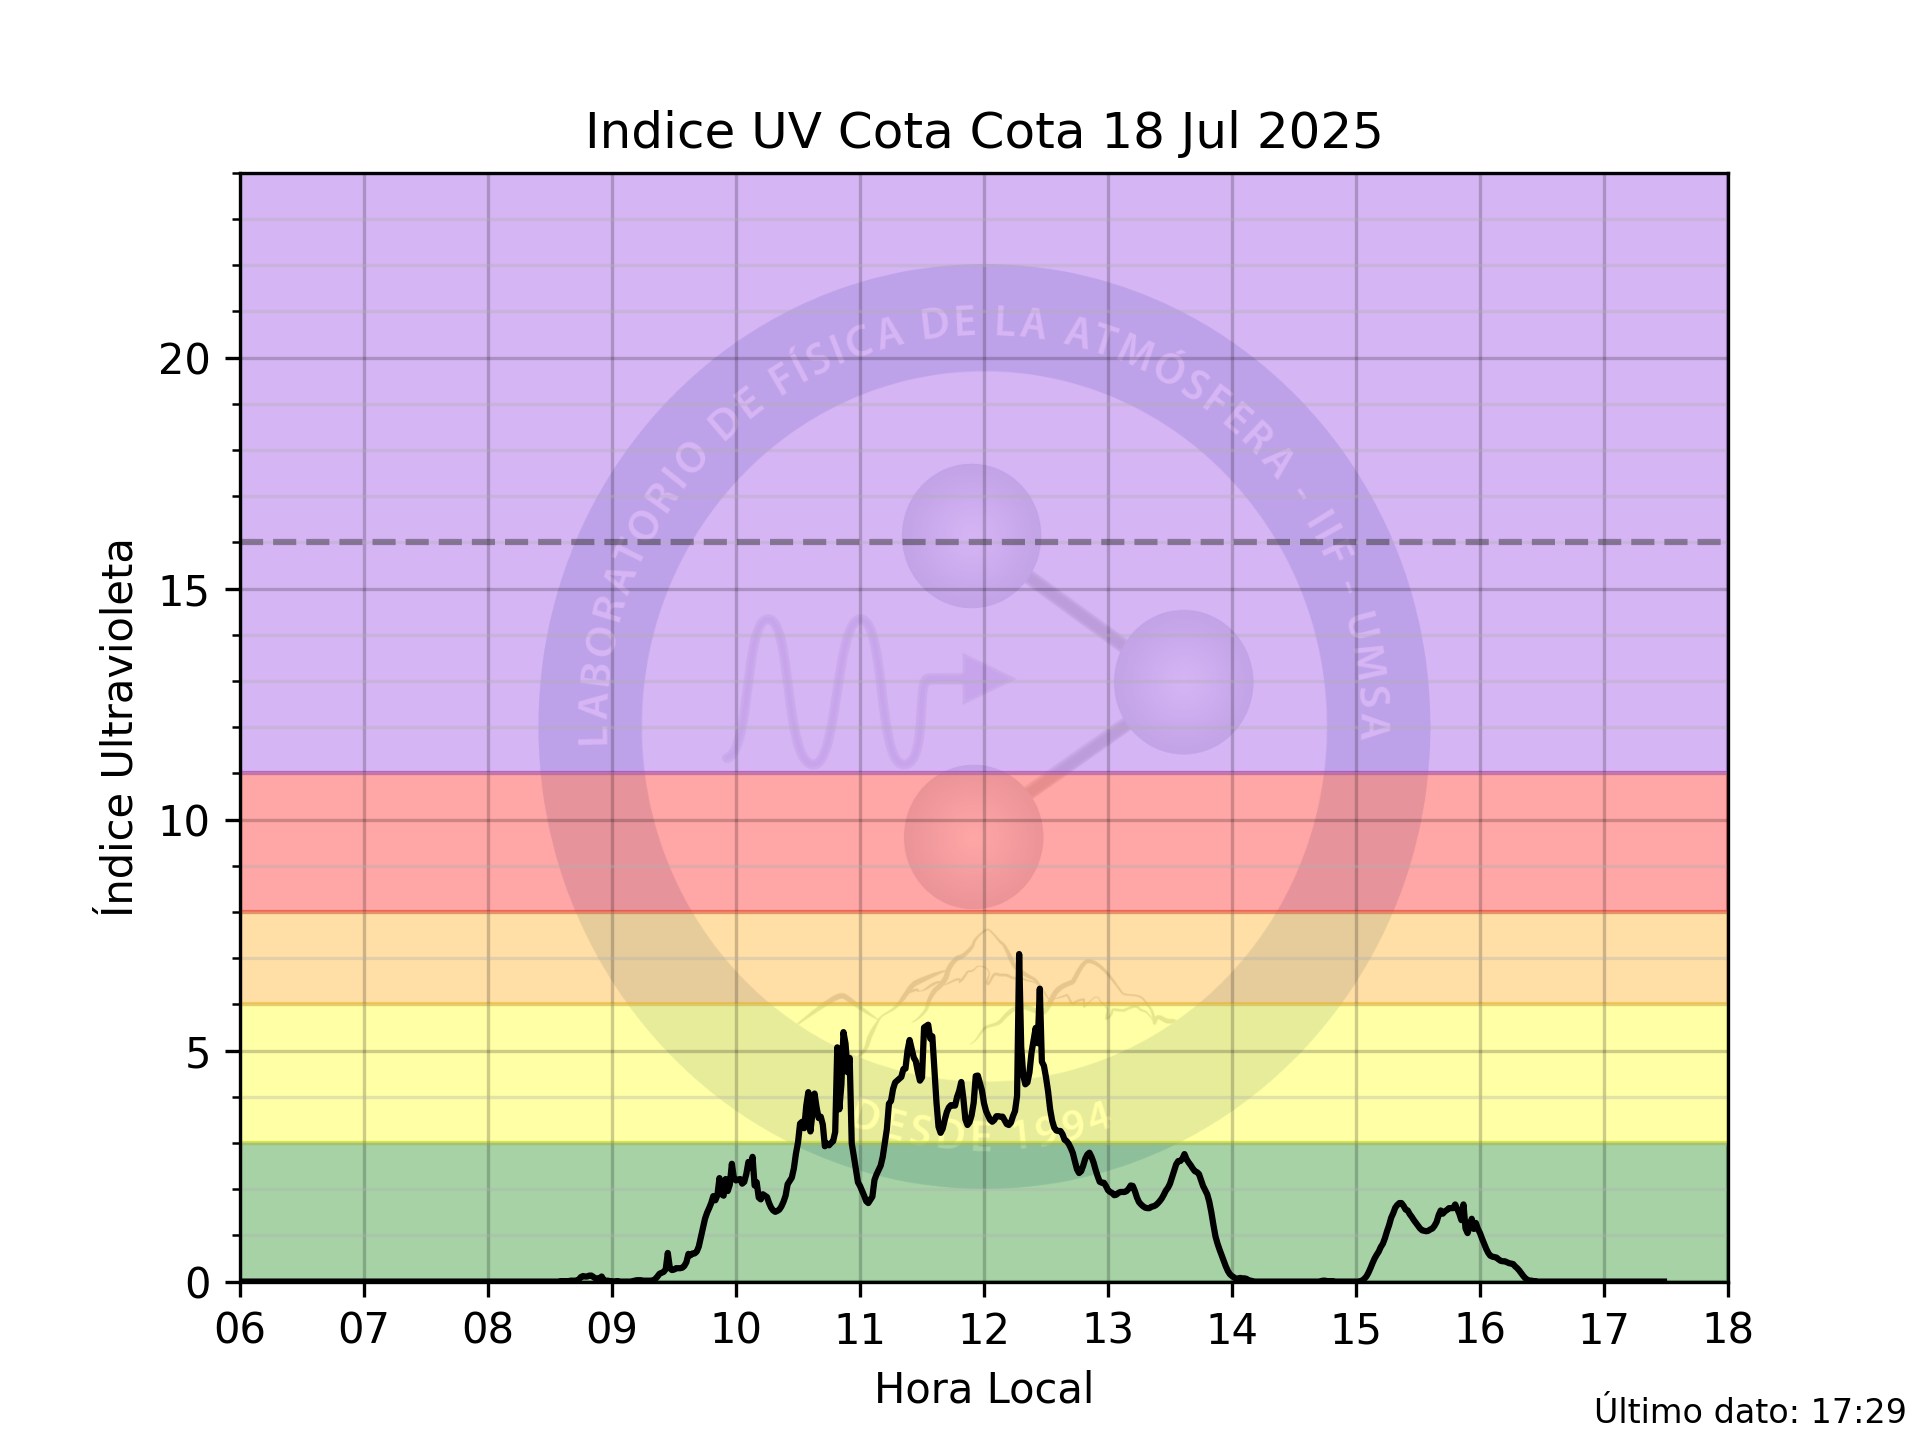 Indice UV Cota Cota 18 Jul 2025
Índice Ultravioleta
20
15
10
5
0
LABORATORIO DE FÍSICA DE LA ATMÓSFERA - IIF - UMSA
DESDE 1994
06 07 08 09 10 11 12 13 14 15 16 17 18
Hora Local
Último dato: 17:29